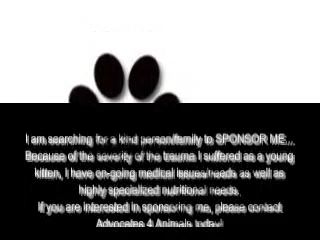 I am searching for a kind person/family to SPONSOR ME...
Because of the severity of the trauma I suffered as a young
kitten, I have on-going medical issues/needs as well as
highly specialized nutritional needs.
If you are interested in sponsoring me, please contact
Advocates 4 Animals today!